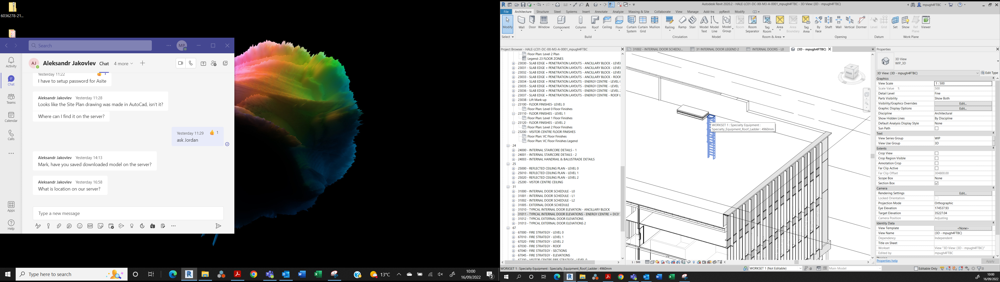 6036278-21...
Search
MP
AJ
Aleksandr Jakovlev
Chat
4 more
Activity
Chat
Teams
Calendar
Calls
Apps
Help
Yesterday 11:22
1
I have to setup password for Asite
Aleksandr Jakovlev Yesterday 11:28
Looks like the Site Plan drawing was made in AutoCad, isn't it?
Where can I find it on the server?
Yesterday 11:29
1
ask Jordan
Aleksandr Jakovlev Yesterday 14:13
Mark, have you saved downloaded model on the server?
Aleksandr Jakovlev Yesterday 16:58
What is location on our server?
Type a new message
GIF
Type here to search
13°C
10:00
16/09/2022
2
Autodesk Revit 2020.2 - HALE-LC01-DC-XX-M3-A-0001_mpugh4FTBC - 3D View: (3D - mpugh4FTBC)
mpugh4FTBC
File Architecture Structure Steel Systems Insert Annotate Analyze Massing & Site Collaborate View Manage Add-Ins pyRevit Modify
Modify
Wall
Door
Window
Component
Column
Roof
Ceiling
Floor
Curtain System
Curtain Grid
Mullion
Railing
Ramp
Stair
Model Text
Model Line
Model Group
Room
Room Separator
Tag Room
Area
Area Boundary
Tag Area
By Face
Shaft
Wall
Vertical
Dormer
Level
Grid
Set
Show
Ref Plane
Viewer
Select
Build
Circulation
Model
Room & Area
Opening
Datum
Work Plane
Project Browser - HALE-LC01-DC-XX-M3-A-0001_mpugh4FTBC
Floor Plan: Level 2 Plan
Legend: 23 FLOOR ZONES
23030 - SLAB EDGE + PENETRATION LAYOUTS - ANCILLARY BLOCK - LEVEL
23031 - SLAB EDGE + PENETRATION LAYOUTS - ANCILLARY BLOCK - LEVEL
23032 - SLAB EDGE + PENETRATION LAYOUTS - ANCILLARY BLOCK - LEVEL
23033 - SLAB EDGE + PENETRATION LAYOUTS - ANCILLARY BLOCK - ROOF
23034 - SLAB EDGE + PENETRATION LAYOUTS - ENERGY CENTRE - LEVEL
23035 - SLAB EDGE + PENETRATION LAYOUTS - ENERGY CENTRE - LEVEL
23036 - SLAB EDGE + PENETRATION LAYOUTS - ENERGY CENTRE - LEVEL
23037 - SLAB EDGE + PENETRATION LAYOUTS - ENERGY CENTRE - ROOF L
23038 - Lift Mark-up
23100 - FLOOR FINISHES- LEVEL 0
Floor Plan: Level 0 Floor Finishes
23110 - FLOOR FINISHES - LEVEL 1
Floor Plan: Level 1 Floor Finishes
23120 - FLOOR FINISHES - LEVEL 2
Floor Plan: Level 2 Floor Finishes
23200 - VISITOR CENTRE FLOOR FINISHES
Floor Plan: VC Floor Finishes
Floor Plan: VC Floor Finishes Legend
24
24000 - INTERNAL STAIRCORE DETAILS - 1
24001 - INTERNAL STAIRCORE DETAILS - 2
24003 - INTERNAL HANDRAIL & BALUSTRADE DETAILS
25
25000 - REFLECTED CEILING PLAN - LEVEL 0
25010 - REFLECTED CEILING PLAN - LEVEL 1
25020 - REFLECTED CEILING PLAN - LEVEL 2
25200 - VISTOR CENTRE CEILING
31
31000 - INTERNAL DOOR SCHEDULE - L0
31001 - INTERNAL DOOR SCHEDULE - L1
31002 - INTERNAL DOOR SCHEDULE - L2
31005 - EXTERNAL DOOR SCHEDULE
31010 - TYPICAL INTERNAL DOOR ELEVATION - ANCILLARY BLOCK
31011 - TYPICAL INTERNAL DOOR ELEVATIONS - ENERGY CENTRE + DC0
31012 - TYPICAL EXTERNAL DOOR ELEVATIONS
31013 - TYPICAL EXTERNAL DOOR ELEVATIONS 2
67
67000 - FIRE STRATEGY - LEVEL 0
67010 - FIRE STRATEGY - LEVEL 1
67020 - FIRE STRATEGY - LEVEL 2
67030 - FIRE STRATEGY - ROOF
67040 - FIRE STRATEGY - SECTIONS
67045 - FIRE STRATEGY - ELEVATIONS
67200 - VISITOR CENTRE FIRE STRATEGY - LEVEL 0
31002 - INTERNAL DOOR SCHEDU...
31 INTERNAL DOOR LEGEND 2
INTERNAL DOORS - L0
(3D - mpugh4FTBC)
RIGHT
WORKSET 1 : Specialty Equipment :
Specialty_Equipment_Roof_Ladder : 4960mm
1 : 500
Properties
3D View
WIP_3D
3D View: (3D - mpugh4FTBC)
Edit Type
Graphics
View Scale 1 : 500
Scale Value 1: 500
Detail Level Fine
Parts Visibility Show Both
Visibility/Graphics Overrides Edit...
Graphic Display Options Edit...
Discipline Architectural
Show Hidden Lines By Discipline
Default Analysis Display Style None
Sun Path
Text
View Series Group WIP
View Use Group 3D
Extents
Crop View
Crop Region Visible
Annotation Crop
Far Clip Active
Far Clip Offset 304800.00
Scope Box None
Section Box
Camera
Rendering Settings Edit...
Locked Orientation
Projection Mode Orthographic
Eye Elevation 174537.93
Target Elevation 35227.04
Camera Position Adjusting
Identity Data
View Template <None>
View Name (3D - mpugh4FTBC)
Dependency Independent
Title on Sheet
Workset View "3D View: (3D - mpugh4FTBC)"
Edited by mpugh4FTBC
Phasing
Properties help
Apply
WORKSET 1 : Specialty Equipment : Specialty_Equipment_Roof_Ladder : 4960mm
WORKSET 1 (Not Editable)
:0
Main Model
Editable Only
:0
10:00
16/09/2022